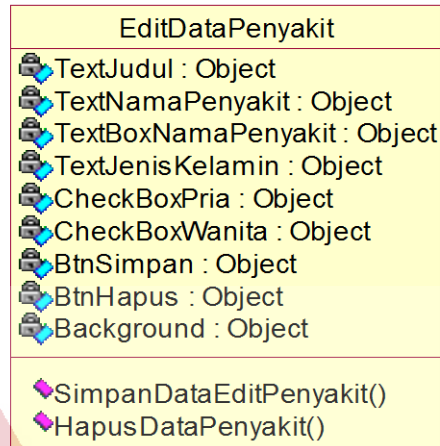 EditDataPenyakit
TextJudul : Object
TextNamaPenyakit : Object
TextBoxNamaPenyakit : Object
TextJenisKelamin : Object
CheckBoxPria : Object
CheckBoxWanita : Object
BtnSimpan : Object
BtnHapus : Object
Background : Object
SimpanDataEditPenyakit()
HapusDataPenyakit()